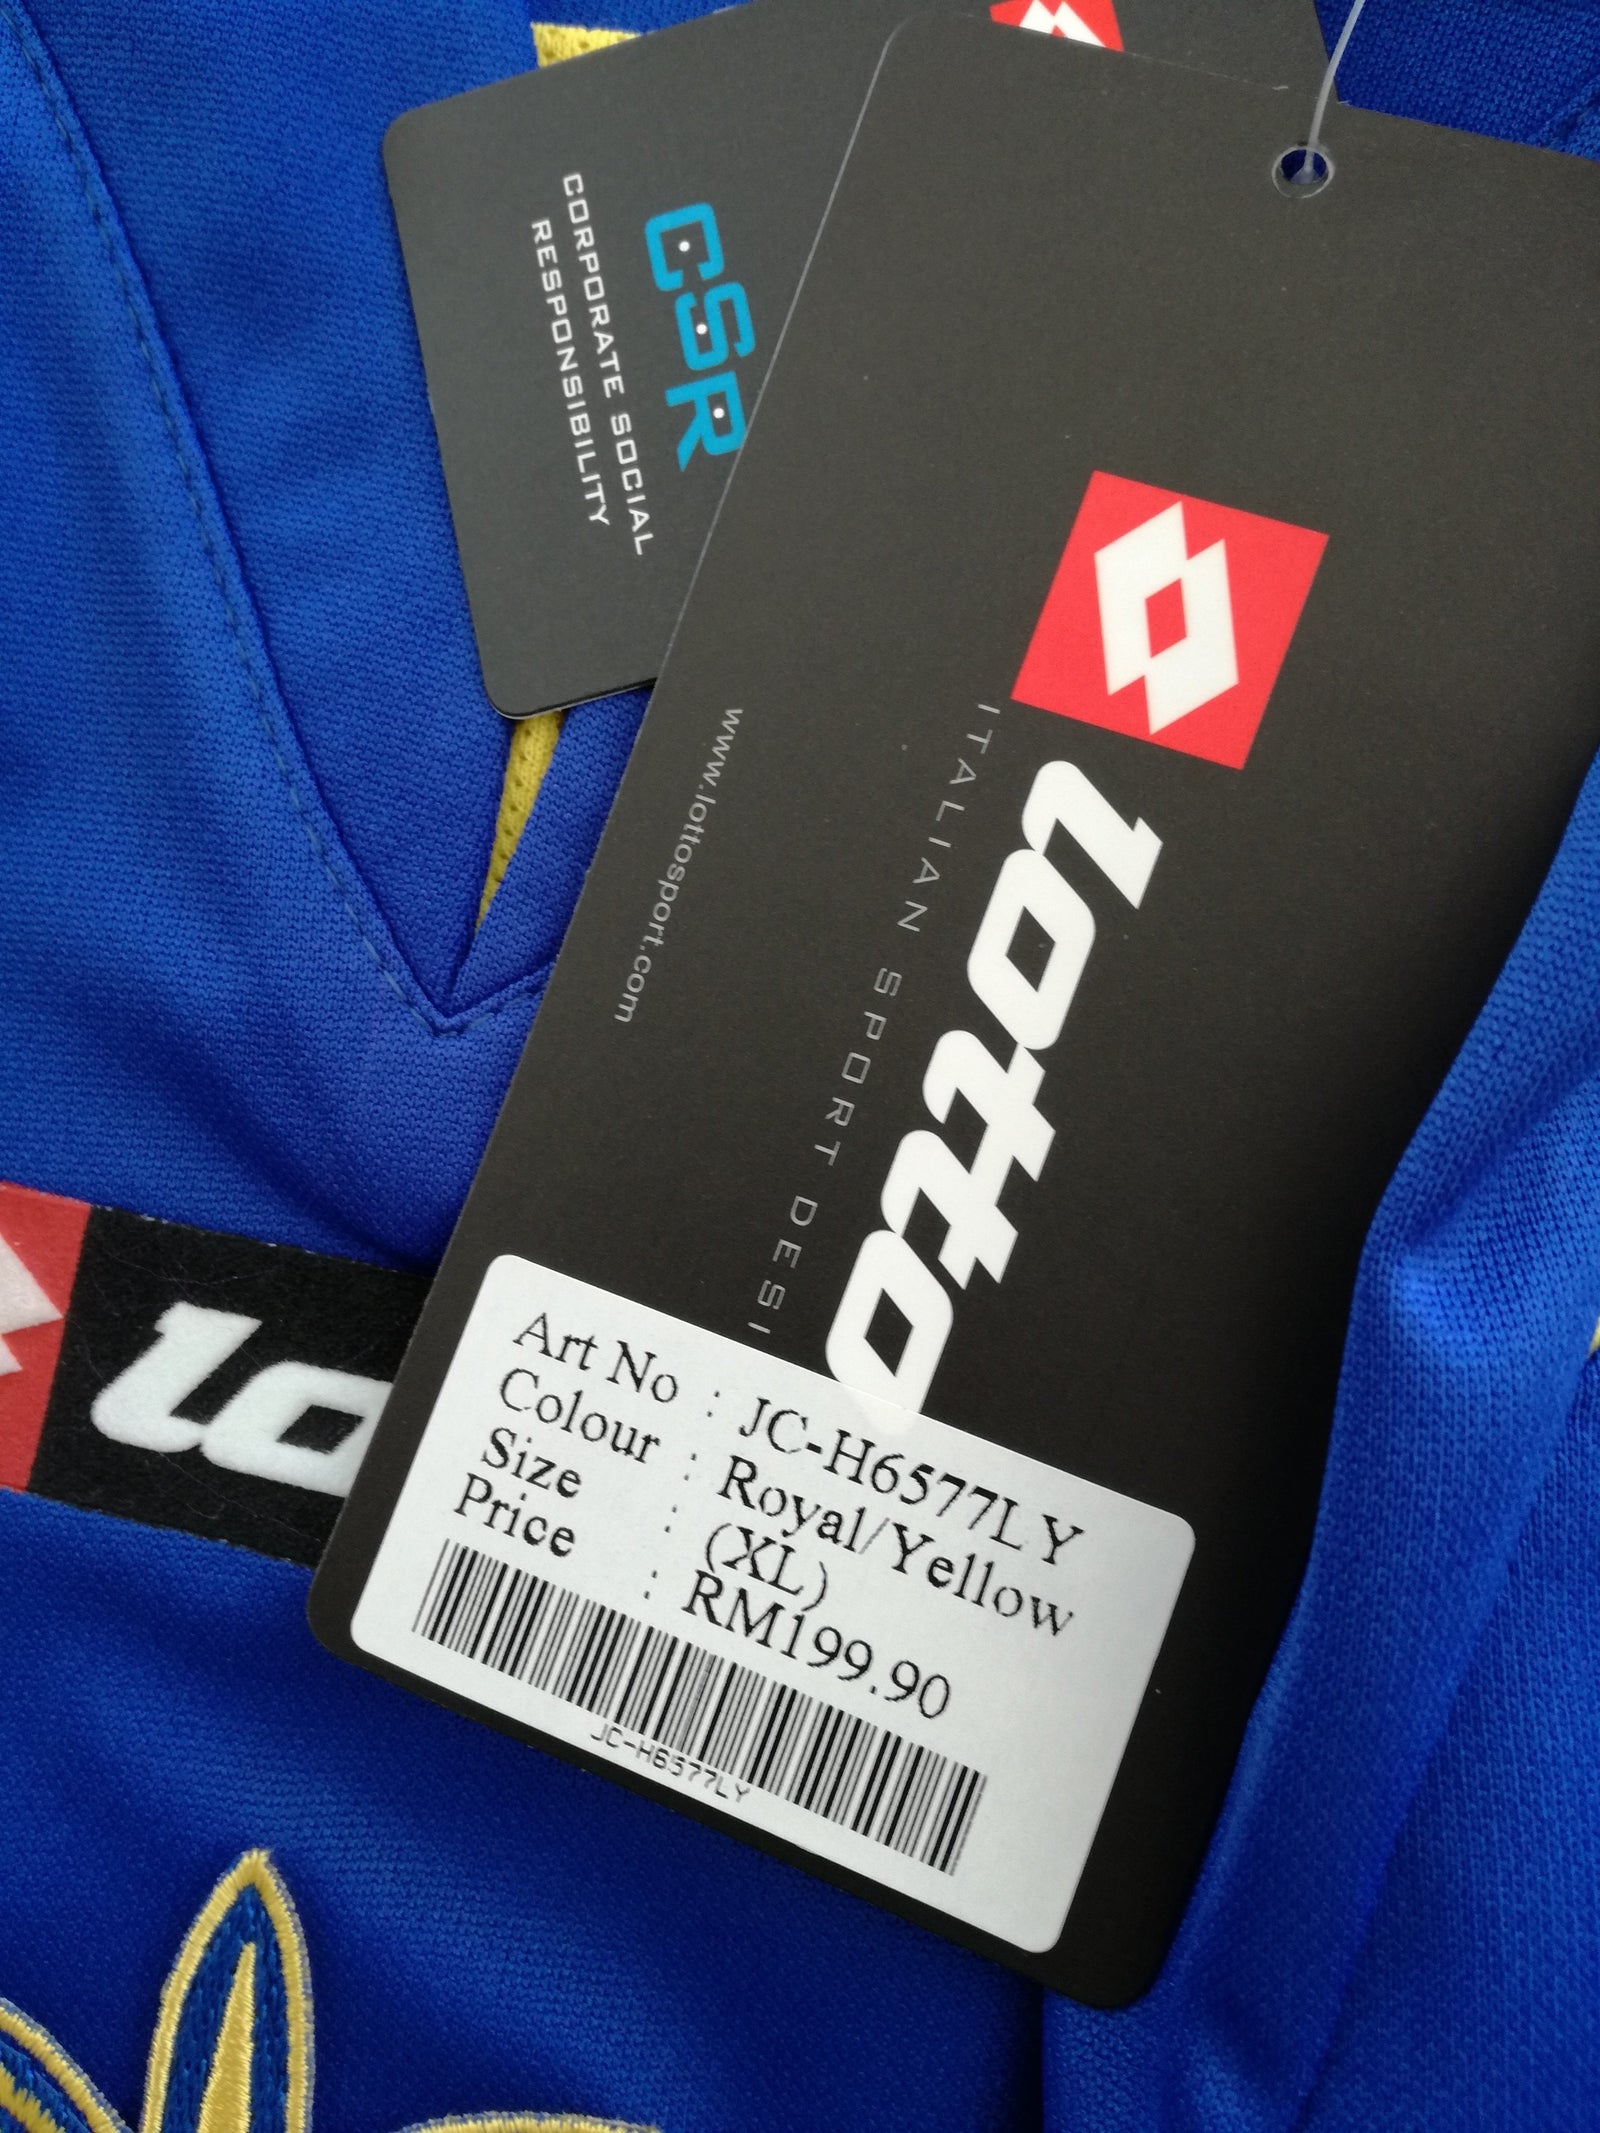 CSR
CORPORATE SOCIAL
RESPONSIBILITY
lotto
ITALIAN SPORT DESI
www.lottosport.com
lo
Art No : JC-H6577LY
Colour : Royal/Yellow
Size : (XL)
Price : RM199.90
JC-H6577LY